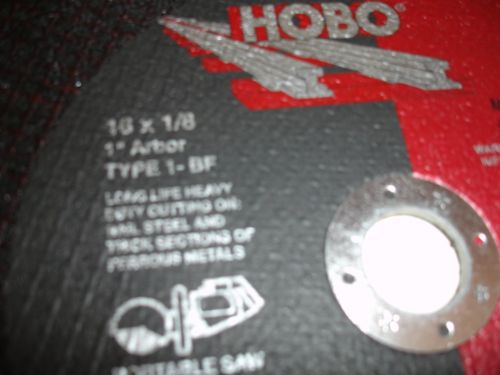 HOBO®
16 x 1/8
1" Arbor
TYPE 1-BF
LONG LIFE HEAVY
DUTY CUTTING ON:
RAIL STEEL AND
THICK SECTIONS OF
FERROUS METALS
PORTABLE SAW